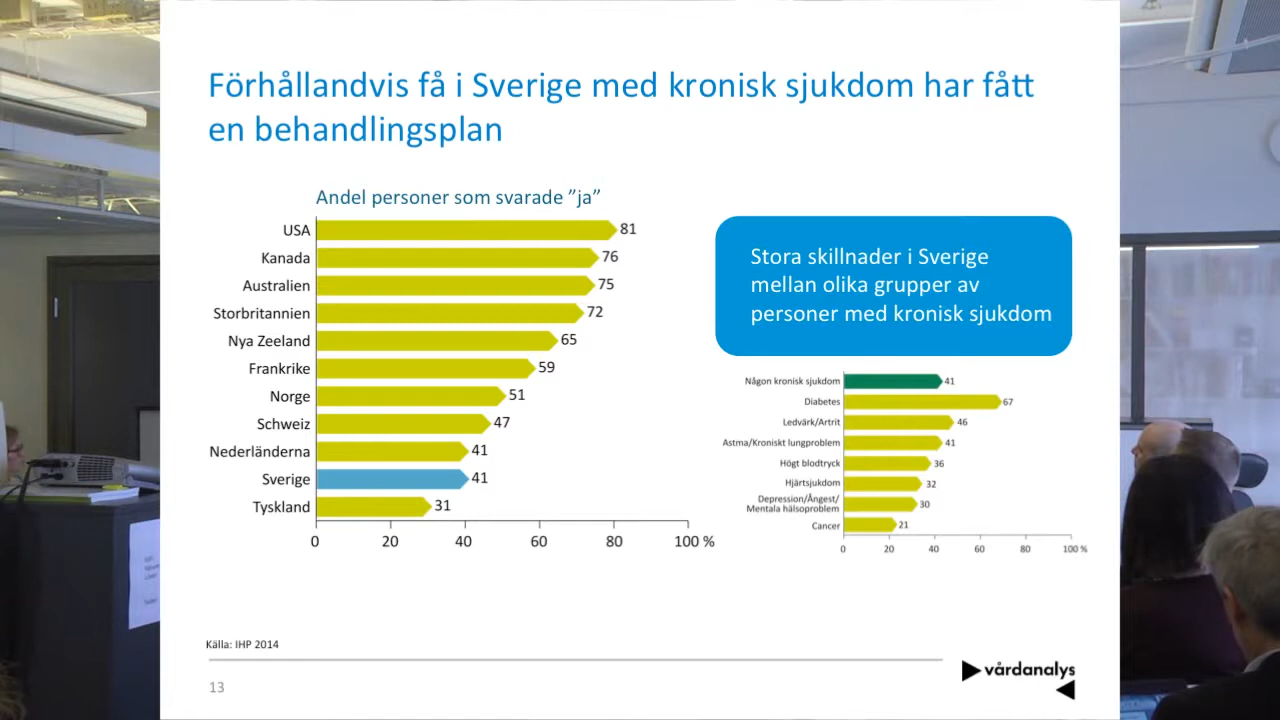 Förhållandvis få i Sverige med kronisk sjukdom har fått
en behandlingsplan
Andel personer som svarade ”ja”
USA 81
Kanada 76
Australien 75
Storbritannien 72
Nya Zeeland 65
Frankrike 59
Norge 51
Schweiz 47
Nederländerna 41
Sverige 41
Tyskland 31
0 20 40 60 80 100 %
Stora skillnader i Sverige
mellan olika grupper av
personer med kronisk sjukdom
Någon kronisk sjukdom 41
Diabetes 67
Ledvärk/Artrit 46
Astma/Kroniskt lungproblem 41
Högt blodtryck 36
Hjärtsjukdom 32
Depression/Ångest/
Mentala hälsoproblem 30
Cancer 21
0 20 40 60 80 100 %
Källa: IHP 2014
13
vårdanalys